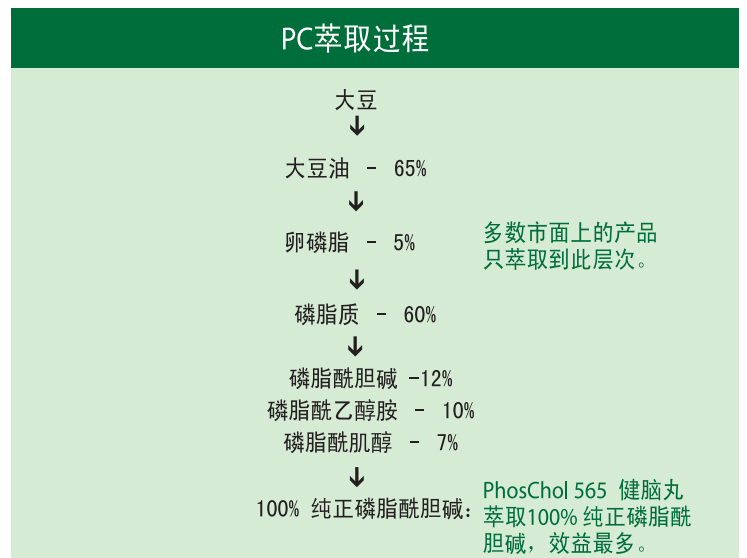 PC萃取过程
大豆
大豆油 - 65%
卵磷脂 - 5%
多数市面上的产品
只萃取到此层次。
磷脂质 - 60%
磷脂酰胆碱 -12%
磷脂酰乙醇胺 - 10%
磷脂酰肌醇 - 7%
100% 纯正磷脂酰胆碱：
PhosChol 565 健脑丸
萃取100% 纯正磷脂酰
胆碱，效益最多。